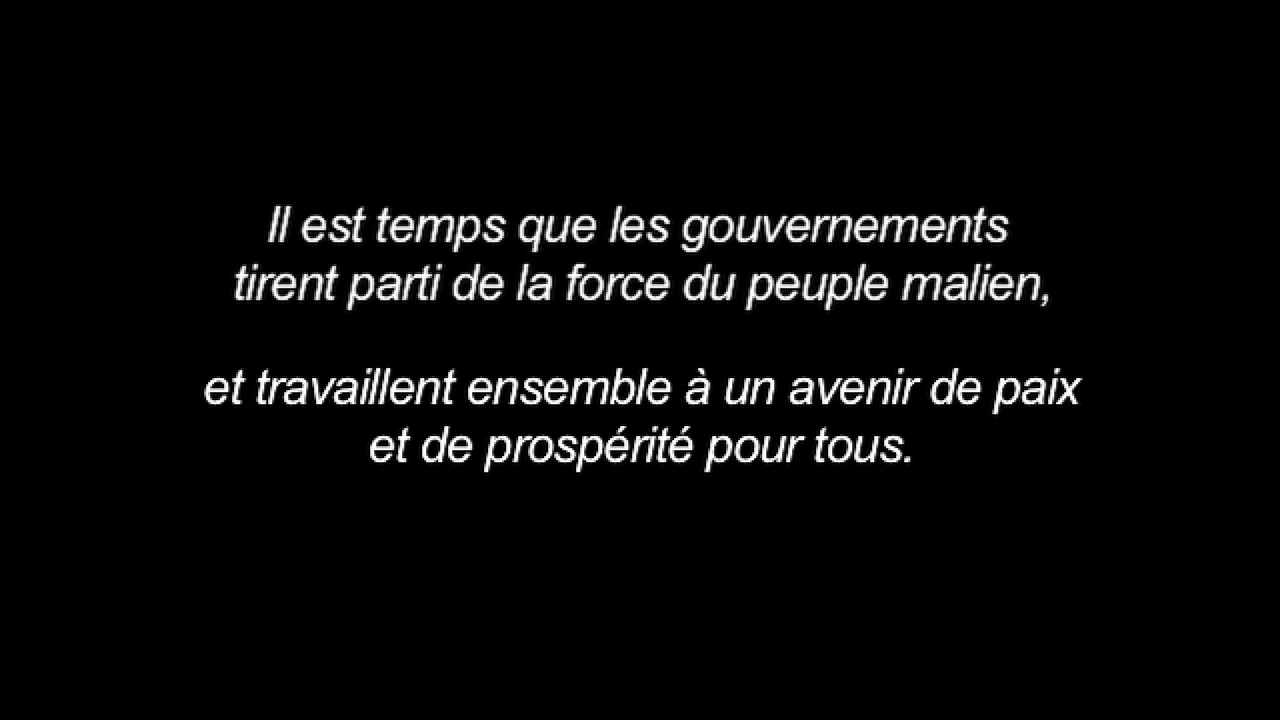 Il est temps que les gouvernements
tirent parti de la force du peuple malien,
et travaillent ensemble à un avenir de paix
et de prospérité pour tous.